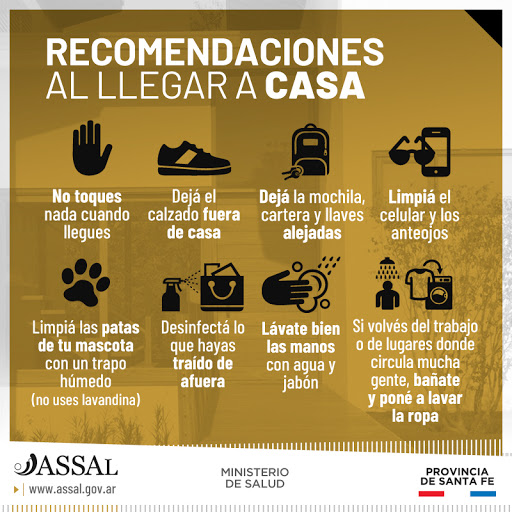 RECOMENDACIONES
AL LLEGAR A CASA
No toques
nada cuando
llegues
Dejá el
calzado fuera
de casa
Dejá la mochila,
cartera y llaves
alejadas
Limpiá el
celular y los
anteojos
Limpiá las patas
de tu mascota
con un trapo
húmedo
(no uses lavandina)
Desinfectá lo
que hayas
traído de
afuera
Lávate bien
las manos
con agua y
jabón
Si volvés del trabajo
o de lugares donde
circula mucha
gente, bañate
y poné a lavar
la ropa
ASSAL
www.assal.gov.ar
MINISTERIO
DE SALUD
PROVINCIA
DE SANTA FE